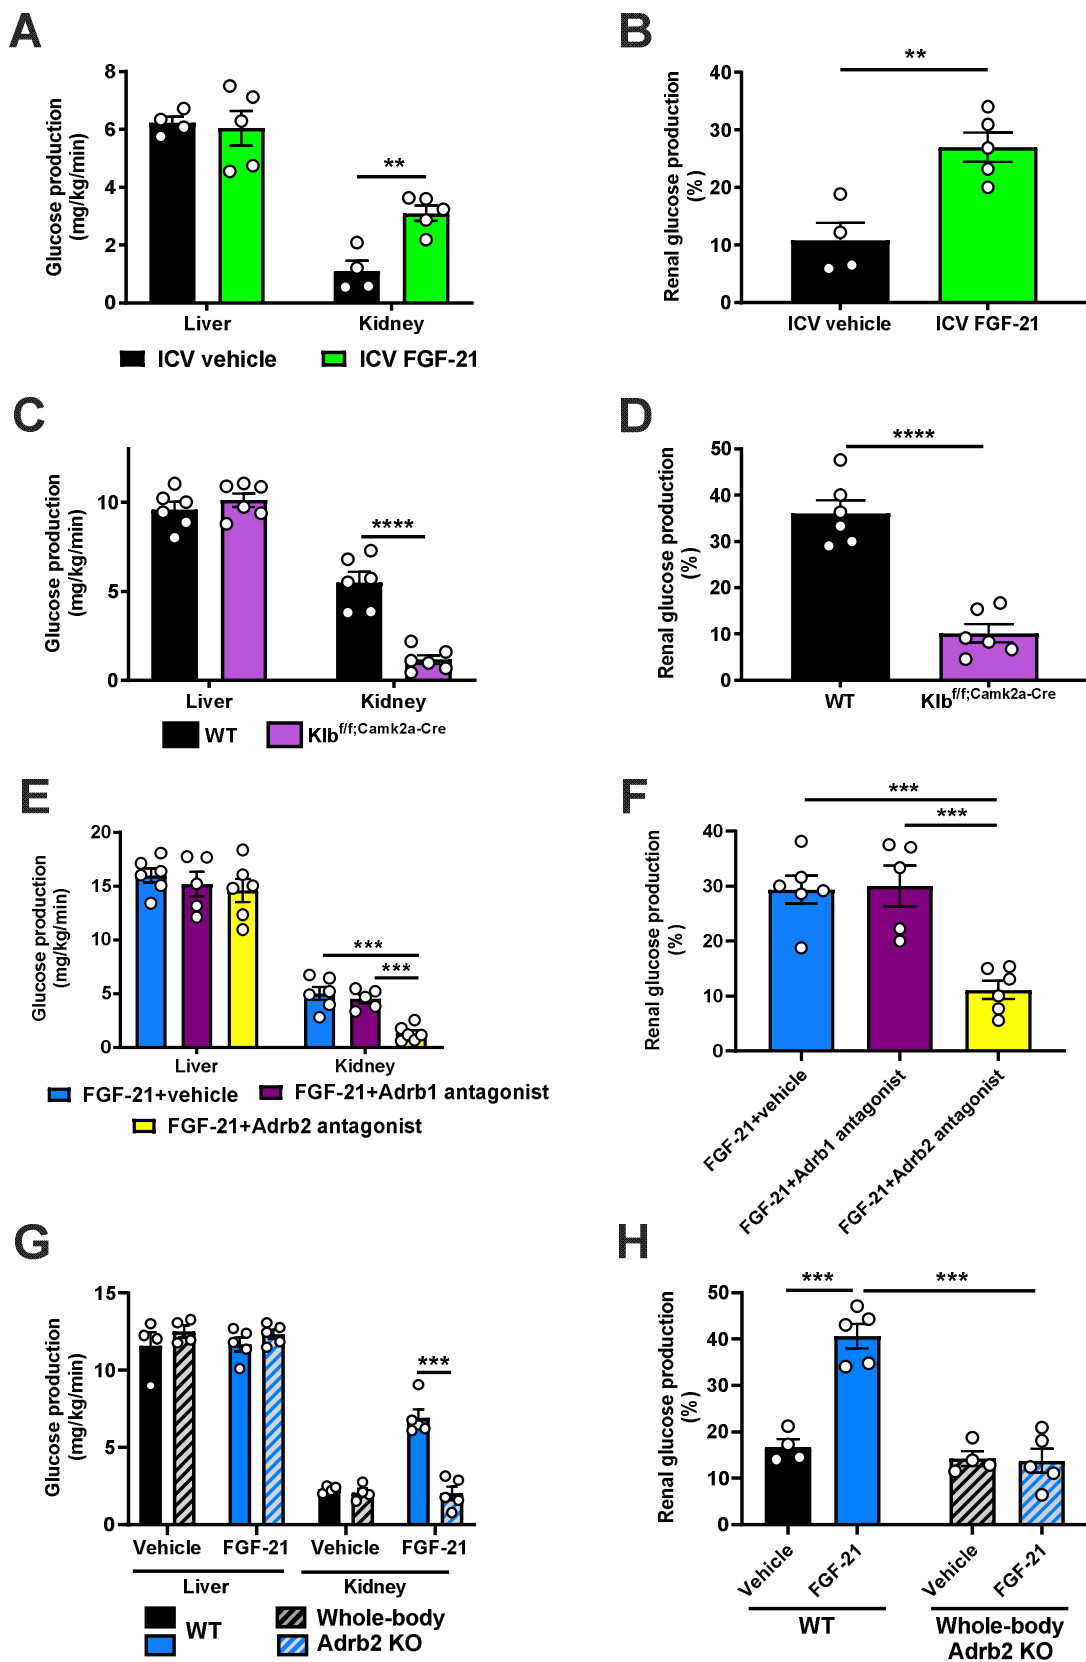 A
Glucose production
(mg/kg/min)
8
6
4
2
0
**
Liver
Kidney
ICV vehicle
ICV FGF-21
B
Renal glucose production
(%)
40
30
20
10
0
**
ICV vehicle
ICV FGF-21
C
Glucose production
(mg/kg/min)
10
5
0
****
Liver
Kidney
WT
Klbf/f;Camk2a-Cre
D
Renal glucose production
(%)
50
40
30
20
10
0
****
WT
Klbf/f;Camk2a-Cre
E
Glucose production
(mg/kg/min)
20
15
10
5
0
***
***
Liver
Kidney
FGF-21+vehicle
FGF-21+Adrb1 antagonist
FGF-21+Adrb2 antagonist
F
Renal glucose production
(%)
40
30
20
10
0
***
***
FGF-21+vehicle
FGF-21+Adrb1 antagonist
FGF-21+Adrb2 antagonist
G
Glucose production
(mg/kg/min)
15
10
5
0
***
Vehicle
FGF-21
Vehicle
FGF-21
Liver
Kidney
WT
Whole-body
Adrb2 KO
H
Renal glucose production
(%)
50
40
30
20
10
0
***
***
Vehicle
FGF-21
Vehicle
FGF-21
WT
Whole-body
Adrb2 KO